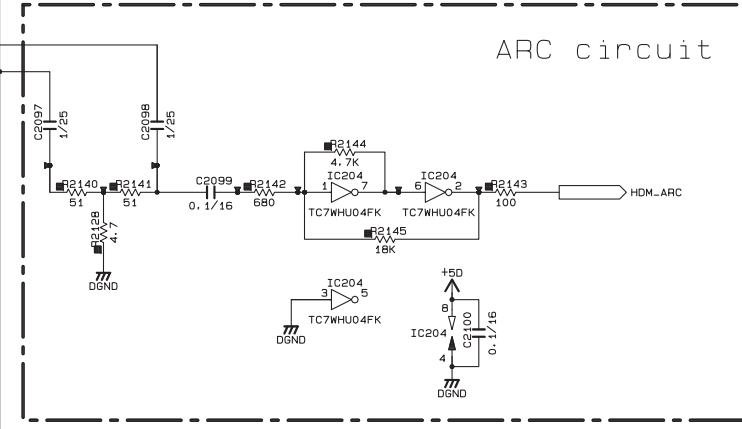 ARC circuit
C2097
1/25
C2098
1/25
R2140
51
R2141
51
R2128
4.7
DGND
C2099
0.1/16
R2142
680
R2144
4.7K
IC204
1
7
TC7WHU04FK
IC204
6
2
TC7WHU04FK
R2143
100
HDM_ARC
R2145
18K
IC204
3
5
TC7WHU04FK
DGND
+5D
8
IC204
4
C2100
0.1/16
DGND